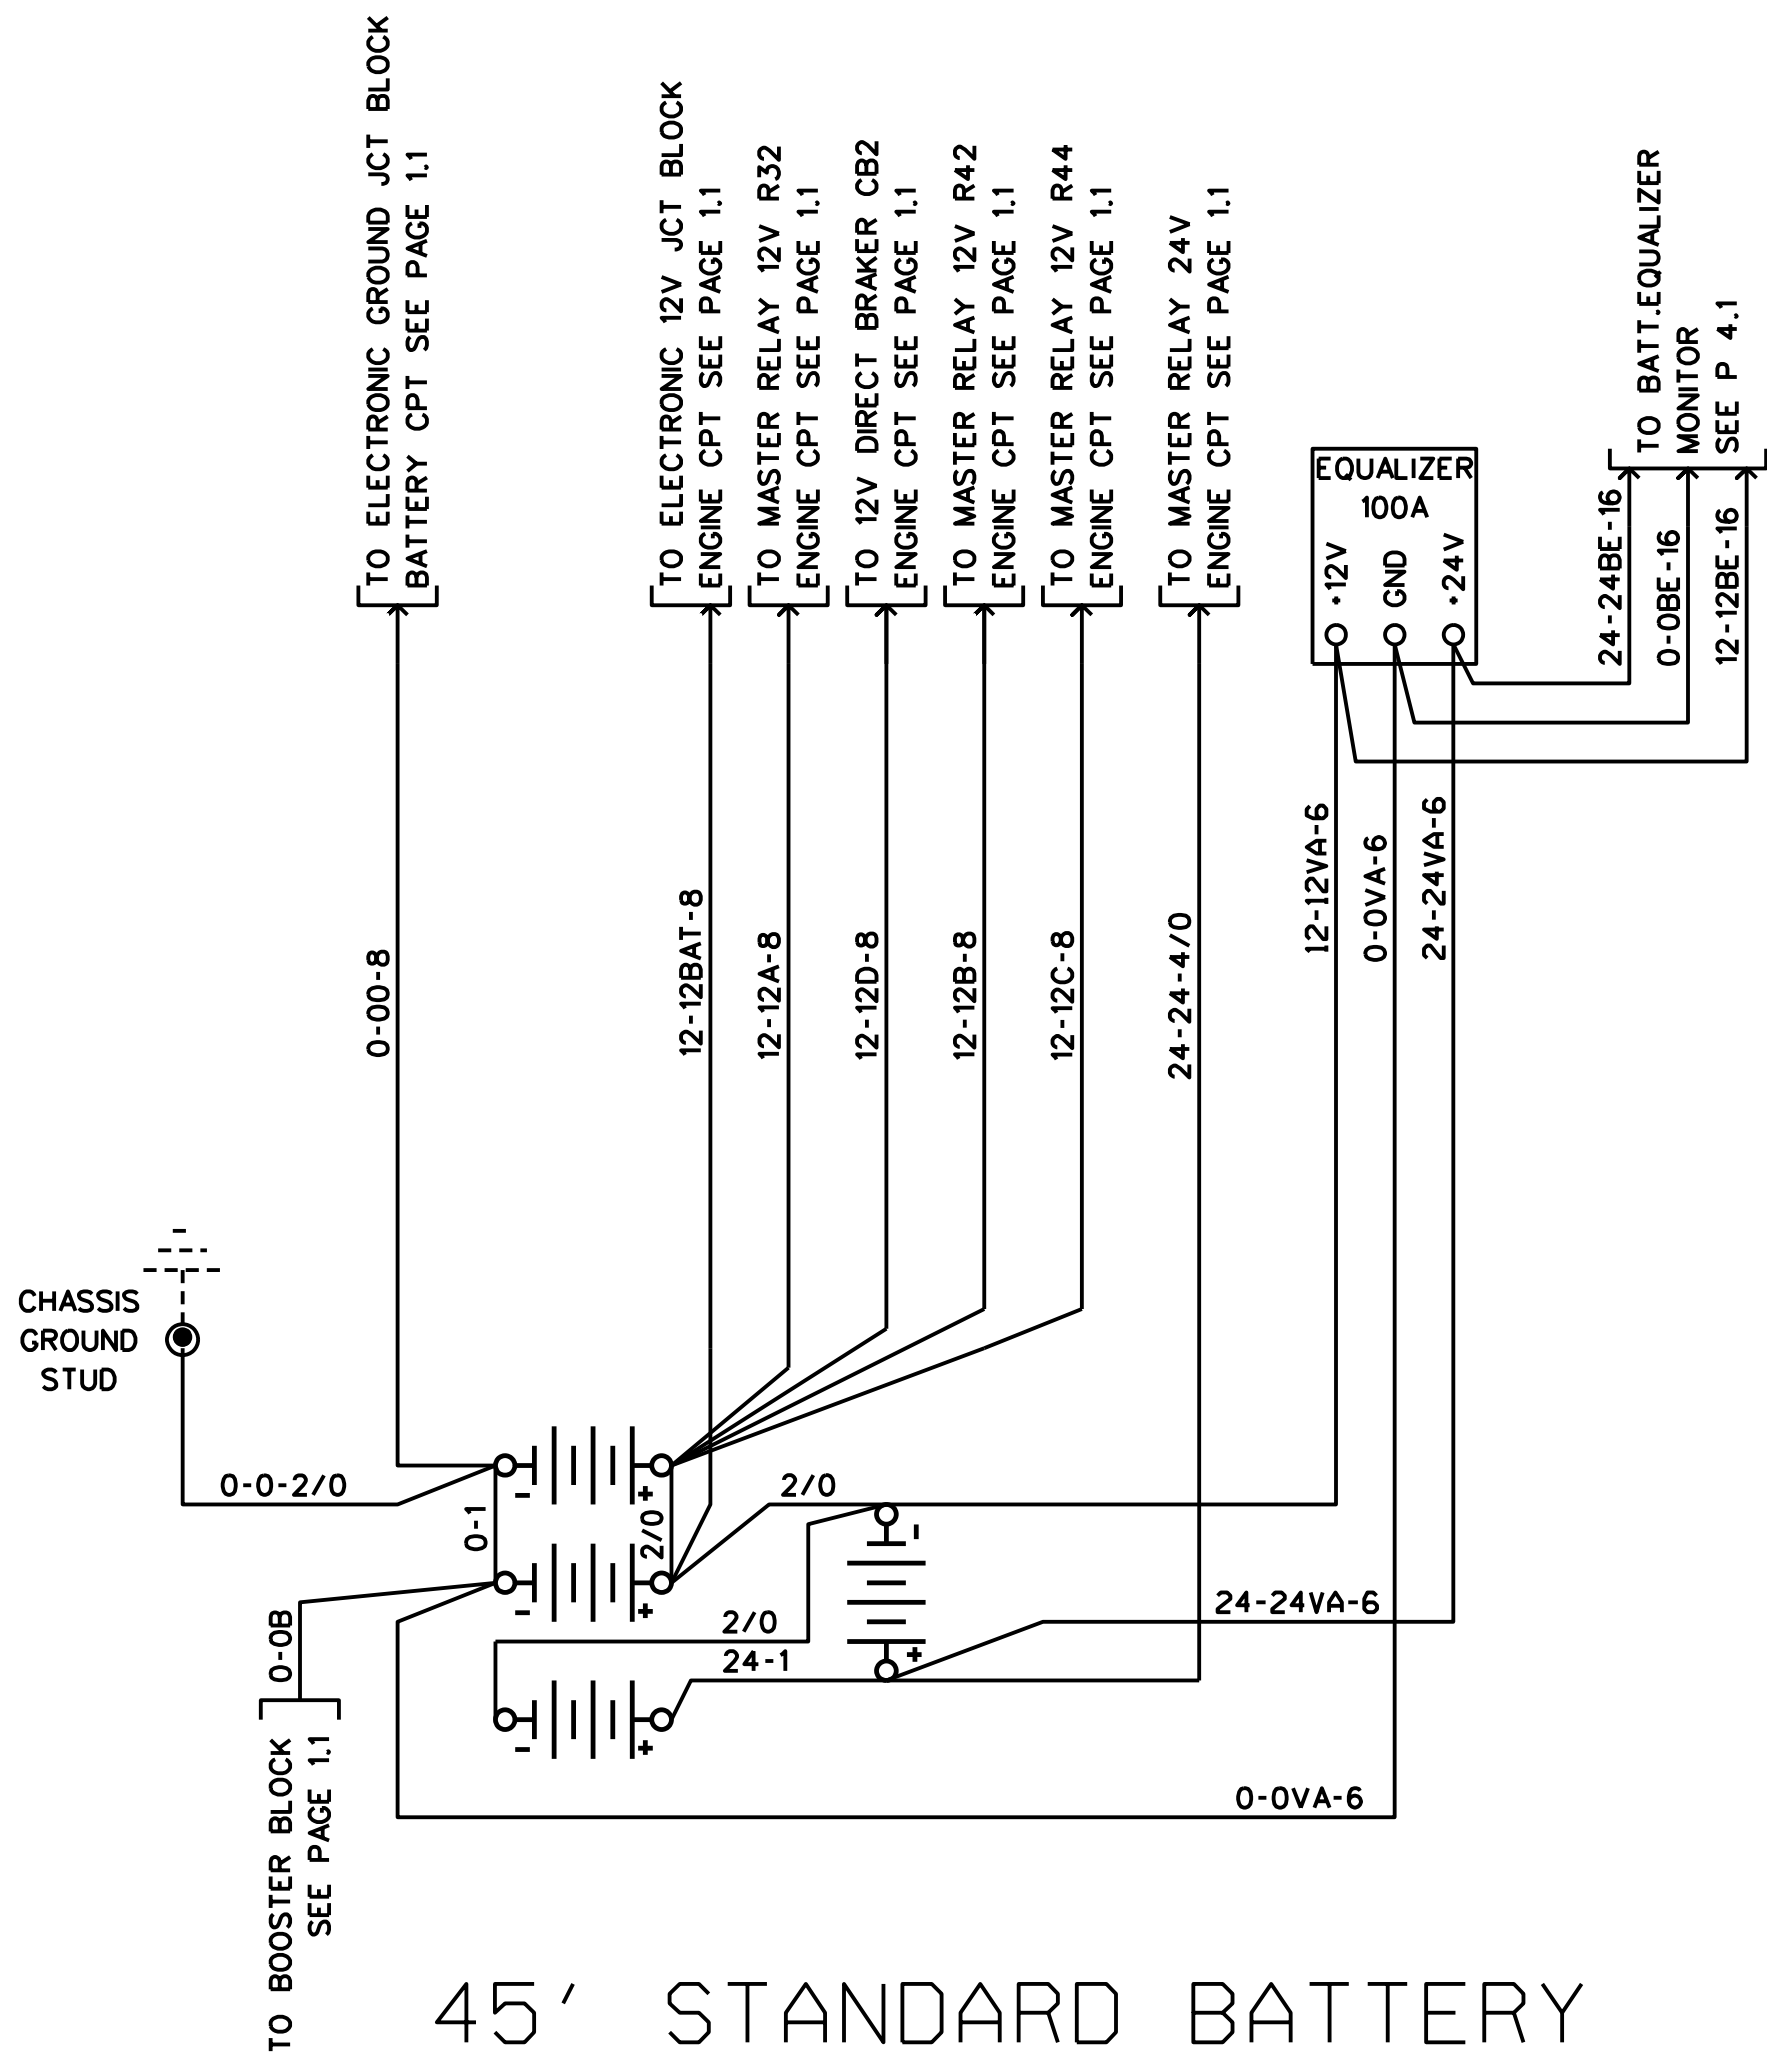 TO ELECTRONIC GROUND JCT BLOCK
BATTERY CPT SEE PAGE 1.1
TO ELECTRONIC 12V JCT BLOCK
ENGINE CPT SEE PAGE 1.1
TO MASTER RELAY 12V R32
ENGINE CPT SEE PAGE 1.1
TO 12V DIRECT BRAKER CB2
ENGINE CPT SEE PAGE 1.1
TO MASTER RELAY 12V R42
ENGINE CPT SEE PAGE 1.1
TO MASTER RELAY 12V R44
ENGINE CPT SEE PAGE 1.1
TO MASTER RELAY 24V
ENGINE CPT SEE PAGE 1.1
EQUALIZER
100A
+12V
GND
+24V
TO BATT.EQUALIZER
MONITOR
SEE P 4.1
24-24BE-16
0-0BE-16
12-12BE-16
0-00-8
12-12BAT-8
12-12A-8
12-12D-8
12-12B-8
12-12C-8
24-24-4/0
12-12VA-6
0-0VA-6
24-24VA-6
CHASSIS
GROUND
STUD
0-0-2/0
0-1
- +
2/0
2/0
-
- +
0-0B
2/0
24-1
+
24-24VA-6
- +
0-0VA-6
TO BOOSTER BLOCK
SEE PAGE 1.1
45' STANDARD BATTERY